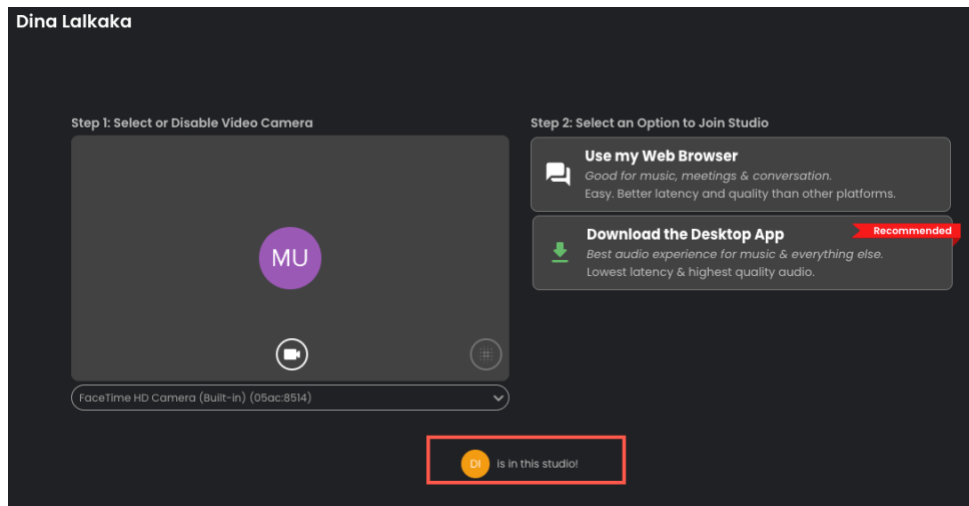 Dina Lalkaka
Step 1: Select or Disable Video Camera
MU
FaceTime HD Camera (Built-in) (05ac:8514)
Step 2: Select an Option to Join Studio
Use my Web Browser
Good for music, meetings & conversation.
Easy. Better latency and quality than other platforms.
Download the Desktop App
Recommended
Best audio experience for music & everything else.
Lowest latency & highest quality audio.
DI is in this studio!